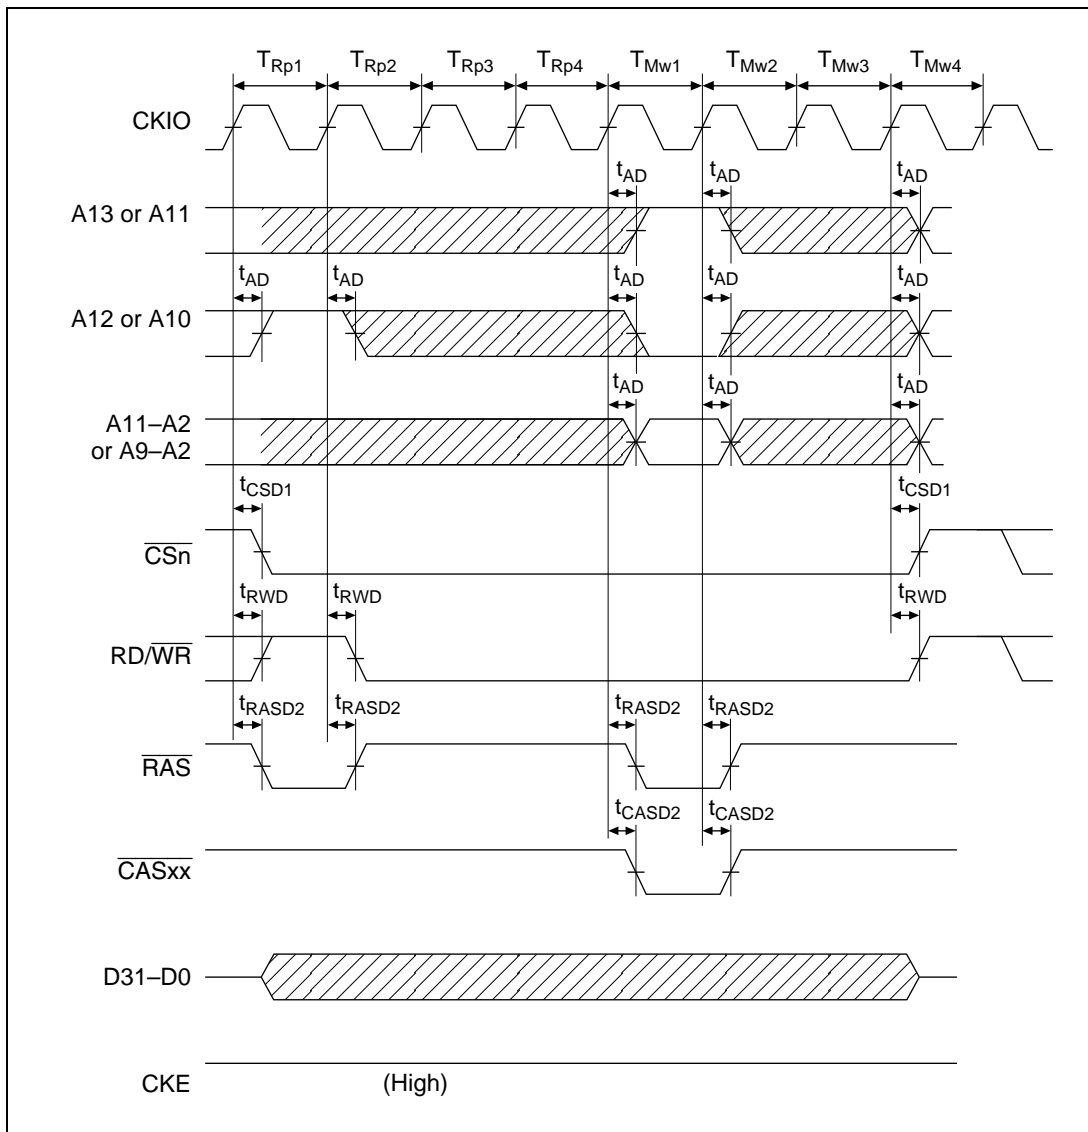 TRp1 TRp2 TRp3 TRp4 TMw1 TMw2 TMw3 TMw4
CKIO
tAD tAD tAD
A13 or A11
tAD tAD tAD tAD tAD
A12 or A10
tAD tAD tAD
A11–A2
or A9–A2
tCSD1 tCSD1
CSn
tRWD tRWD tRWD
RD/WR
tRASD2 tRASD2 tRASD2 tRASD2
RAS
tCASD2 tCASD2
CASxx
D31–D0
CKE (High)